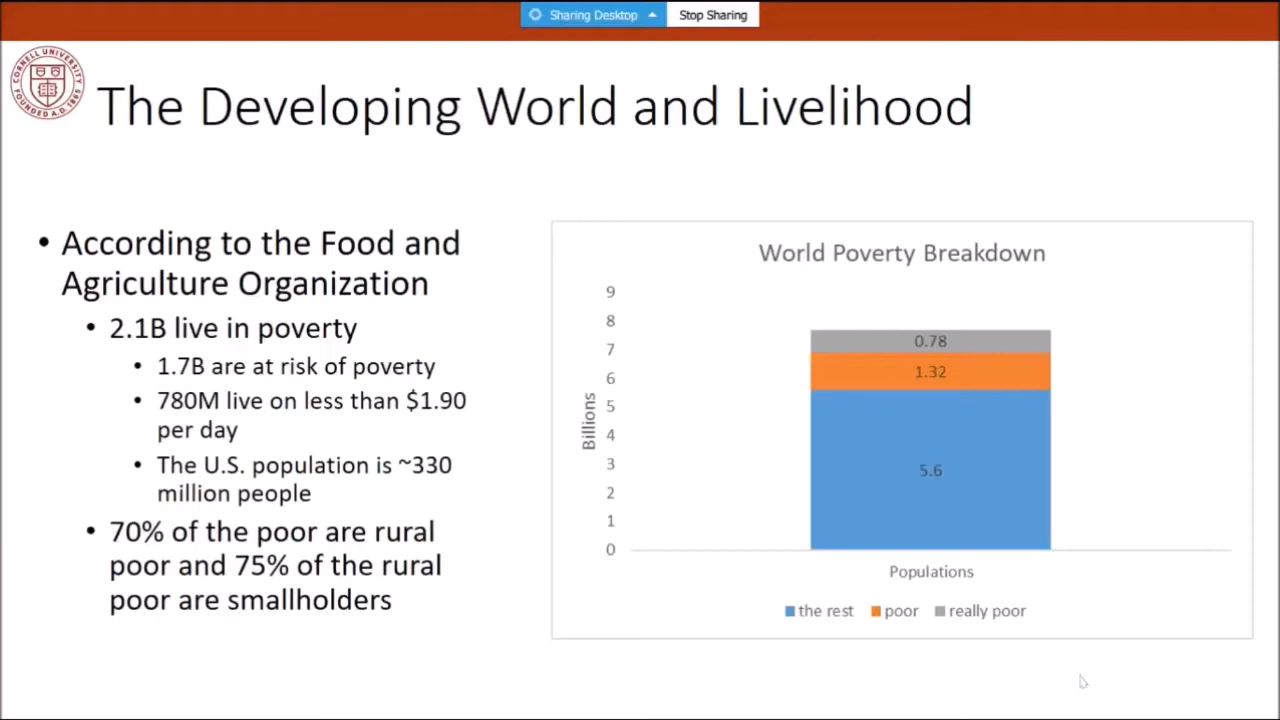 Sharing Desktop
Stop Sharing
CORNELL UNIVERSITY
FOUNDED A.D. 1865
The Developing World and Livelihood
• According to the Food and
Agriculture Organization
• 2.1B live in poverty
• 1.7B are at risk of poverty
• 780M live on less than $1.90
per day
• The U.S. population is ~330
million people
• 70% of the poor are rural
poor and 75% of the rural
poor are smallholders
World Poverty Breakdown
Billions
9
8
7
6
5
4
3
2
1
0
0.78
1.32
5.6
Populations
the rest poor really poor